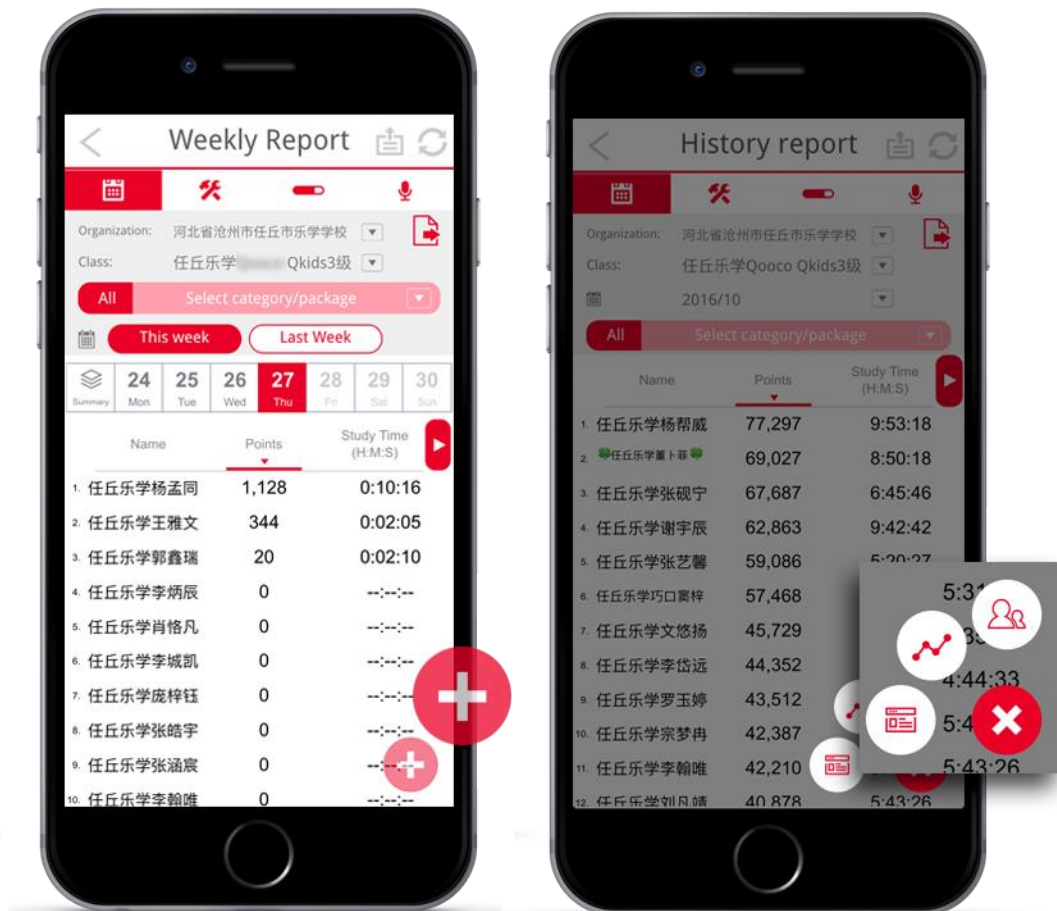 Weekly Report
Organization: 河北省沧州市任丘市乐学学校
Class: 任丘乐学 Qkids3级
All Select category/package
This week Last Week
24 25 26 27 28 29 30
Summary Mon Tue Wed Thu Fri Sat Sun
Name Points Study Time (H:M:S)
1. 任丘乐学杨孟同 1,128 0:10:16
2. 任丘乐学王雅文 344 0:02:05
3. 任丘乐学郭鑫瑞 20 0:02:10
4. 任丘乐学李炳辰 0 --:--:--
5. 任丘乐学肖恪凡 0 --:--:--
6. 任丘乐学李城凯 0 --:--:--
7. 任丘乐学庞梓钰 0 --:--:--
8. 任丘乐学张皓宇 0 --:--:--
9. 任丘乐学张涵宸 0 --:--:--
10. 任丘乐学李翰唯 0 --:--:--
History report
Organization: 河北省沧州市任丘市乐学学校
Class: 任丘乐学Qooco Qkids3级
2016/10
All Select category/package
Name Points Study Time (H:M:S)
1. 任丘乐学杨帮威 77,297 9:53:18
2. 🍀任丘乐学董卜菲🍀 69,027 8:50:18
3. 任丘乐学张砚宁 67,687 6:45:46
4. 任丘乐学谢宇辰 62,863 9:42:42
5. 任丘乐学张艺馨 59,086 5:20:27
6. 任丘乐学巧口窦梓 57,468
7. 任丘乐学文悠扬 45,729
8. 任丘乐学李岱远 44,352 4:44:33
9. 任丘乐学罗玉婷 43,512
10. 任丘乐学宗梦冉 42,387
11. 任丘乐学李翰唯 42,210 5:43:26
12. 任丘乐学刘凡靖 40,878 5:43:26